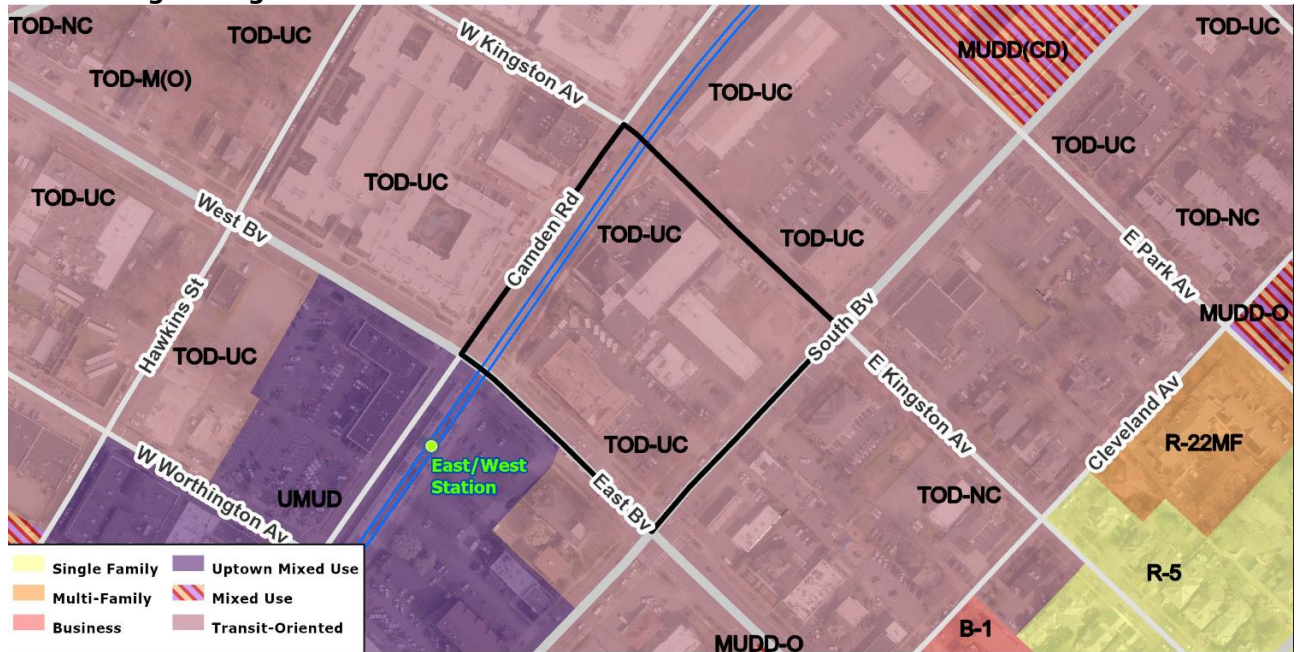 TOD-NC
TOD-UC
W Kingston Av
MUDD(CD)
TOD-UC
TOD-M(O)
TOD-UC
TOD-UC
TOD-UC
TOD-UC
West Bv
Camden Rd
TOD-UC
TOD-UC
TOD-NC
E Park Av
MUDD-O
Hawkins St
TOD-UC
South Bv
E Kingston Av
Cleveland Av
R-22MF
East/West
Station
TOD-UC
East Bv
W Worthington Av
UMUD
TOD-NC
R-5
B-1
MUDD-O
Single Family
Multi-Family
Business
Uptown Mixed Use
Mixed Use
Transit-Oriented